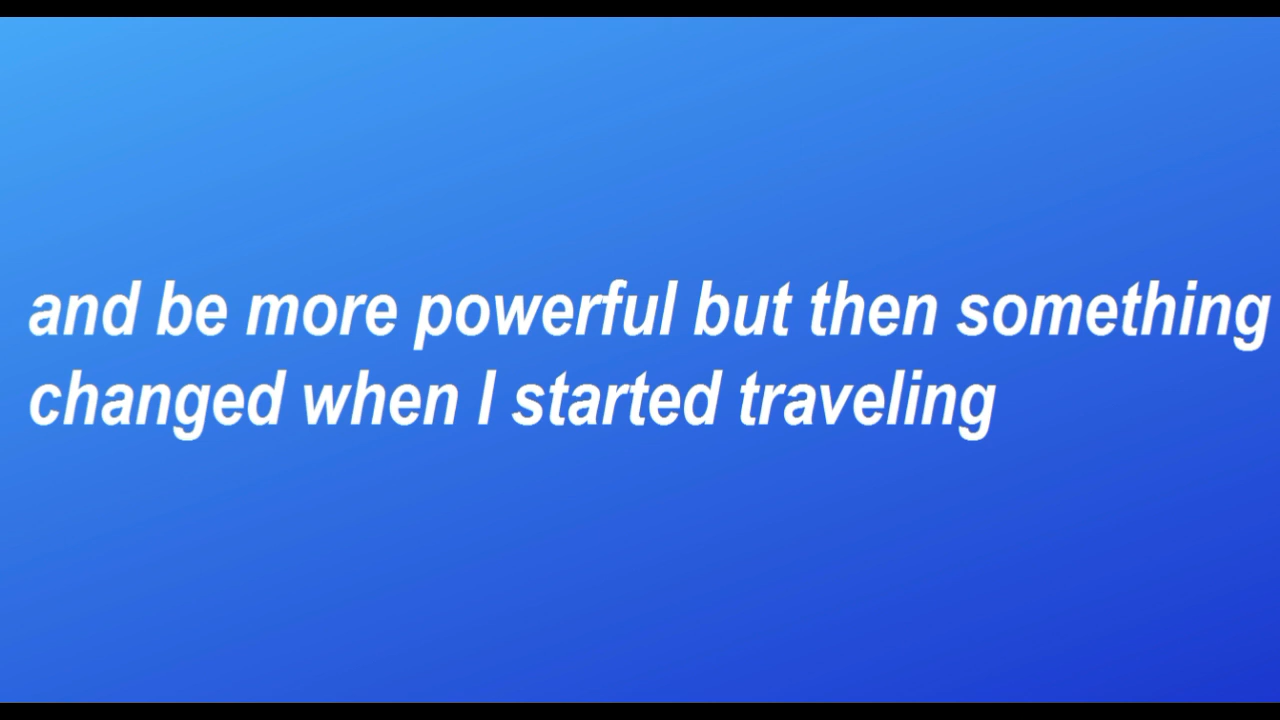 and be more powerful but then something
changed when I started traveling